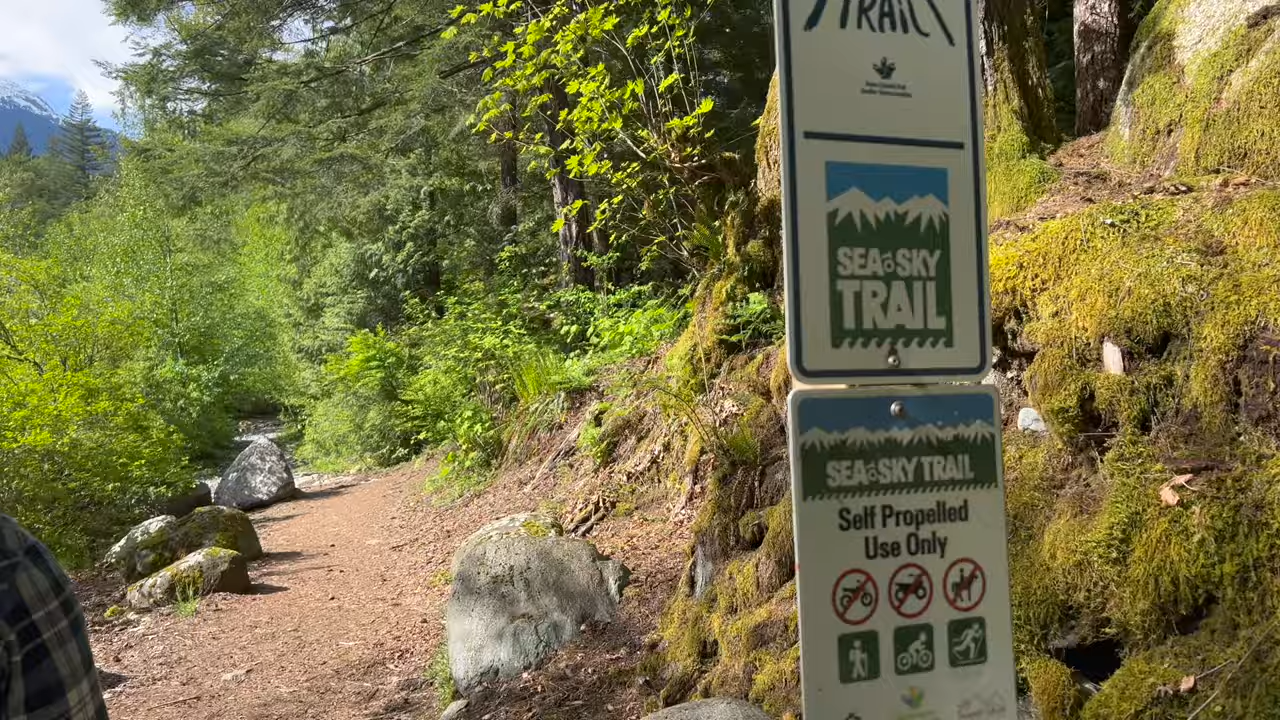 TRAIL
SEA to SKY
TRAIL
SEA to SKY TRAIL
Self Propelled
Use Only